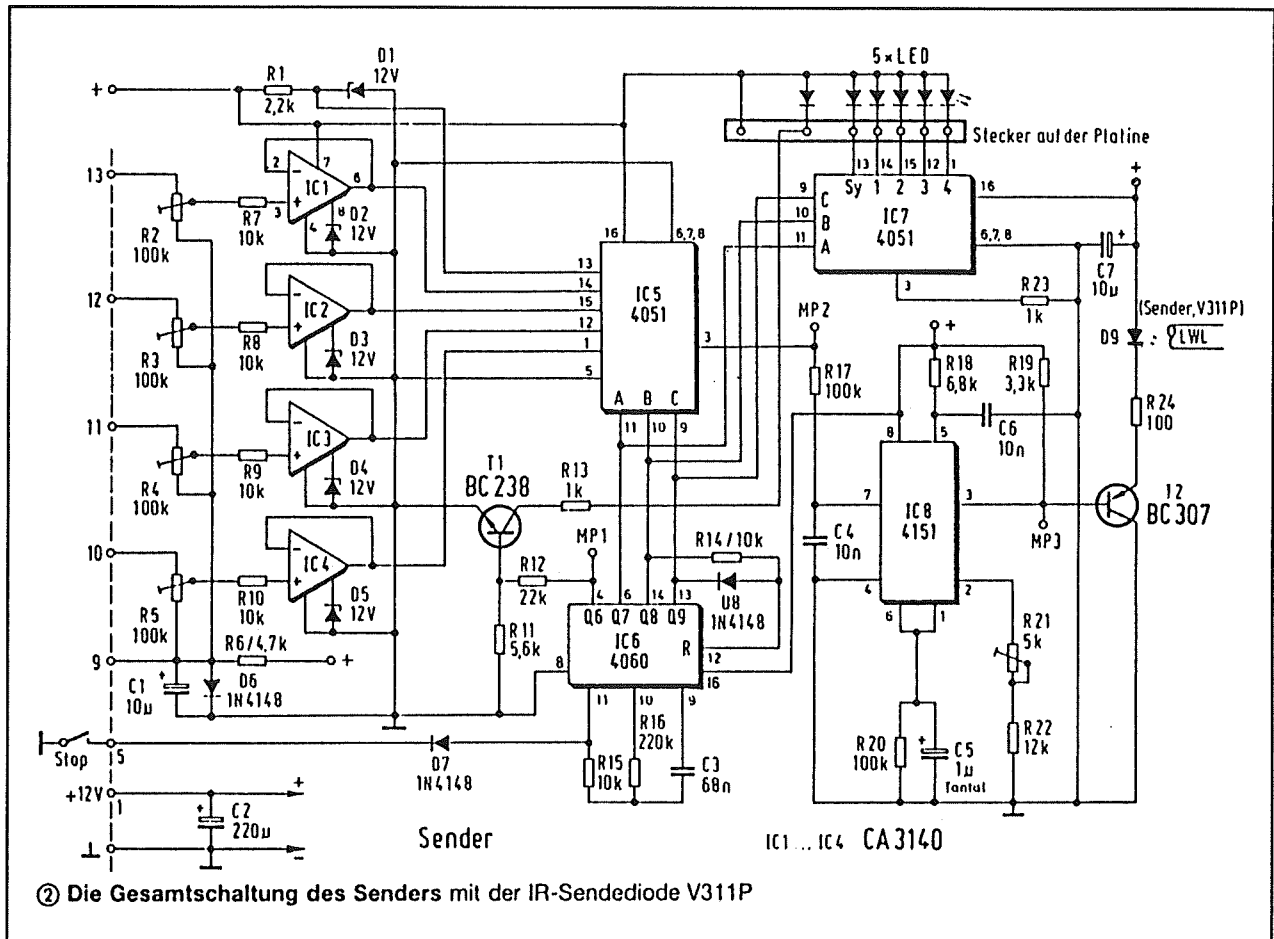 D1
12V
5×LED
R1
2,2k
+
Stecker auf der Platine
2
7
6
IC1
3
4
8
13
R2
100k
R7
10k
D2
12V
13
14
15
12
1
Sy
1
2
3
4
9
C
10
B
11
A
IC7
4051
16
6,7,8
3
+
C7
10µ
+
R23
1k
16
6,7,8
13
14
15
12
1
5
IC5
4051
3
A
B
C
11
10
9
12
R3
100k
R8
10k
IC2
D3
12V
MP2
R17
100k
+
R18
6,8k
R19
3,3k
(Sender, V311P)
D9
LWL
R24
100
C6
10n
11
R4
100k
R9
10k
IC3
D4
12V
T1
BC238
R13
1k
8
5
7
3
4
2
6
1
IC8
4151
MP3
T2
BC307
C4
10n
10
R5
100k
R10
10k
IC4
D5
12V
MP1
R12
22k
R14/10k
D8
1N4148
4
6
14
13
Q6
Q7
Q8
Q9
IC6
4060
R
12
16
8
11
10
9
R11
5,6k
R21
5k
9
R6/4,7k
+
C1
10µ
+
D6
1N4148
Stop
5
D7
1N4148
R15
10k
R16
220k
C3
68n
R20
100k
+
C5
1µ
Tantal
R22
12k
+12V
1
+
+
C2
220µ
-
Sender
IC1 ... IC4 CA3140
② Die Gesamtschaltung des Senders mit der IR-Sendediode V311P